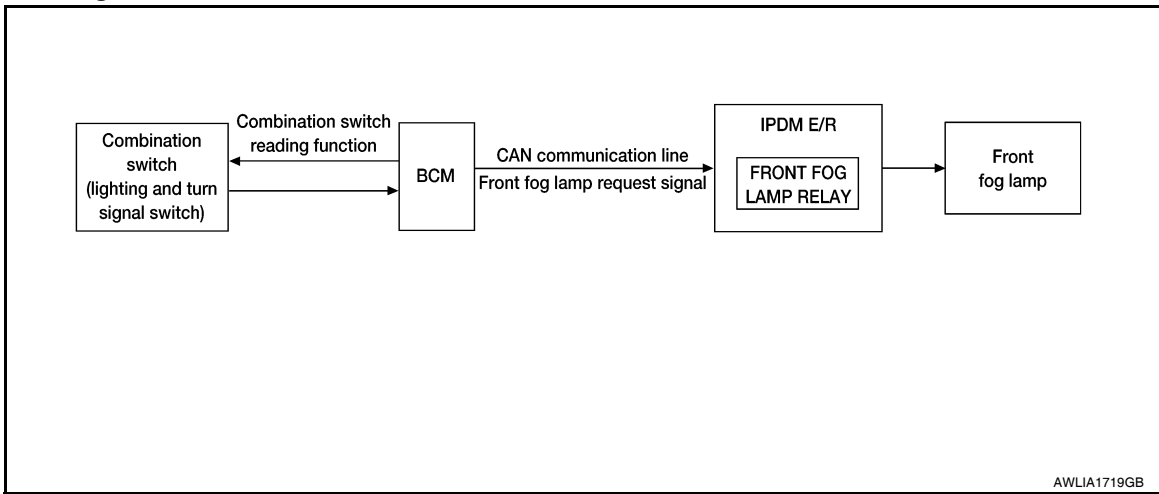 Combination
switch
(lighting and turn
signal switch)
Combination switch
reading function
BCM
CAN communication line
Front fog lamp request signal
IPDM E/R
FRONT FOG
LAMP RELAY
Front
fog lamp
AWLIA1719GB